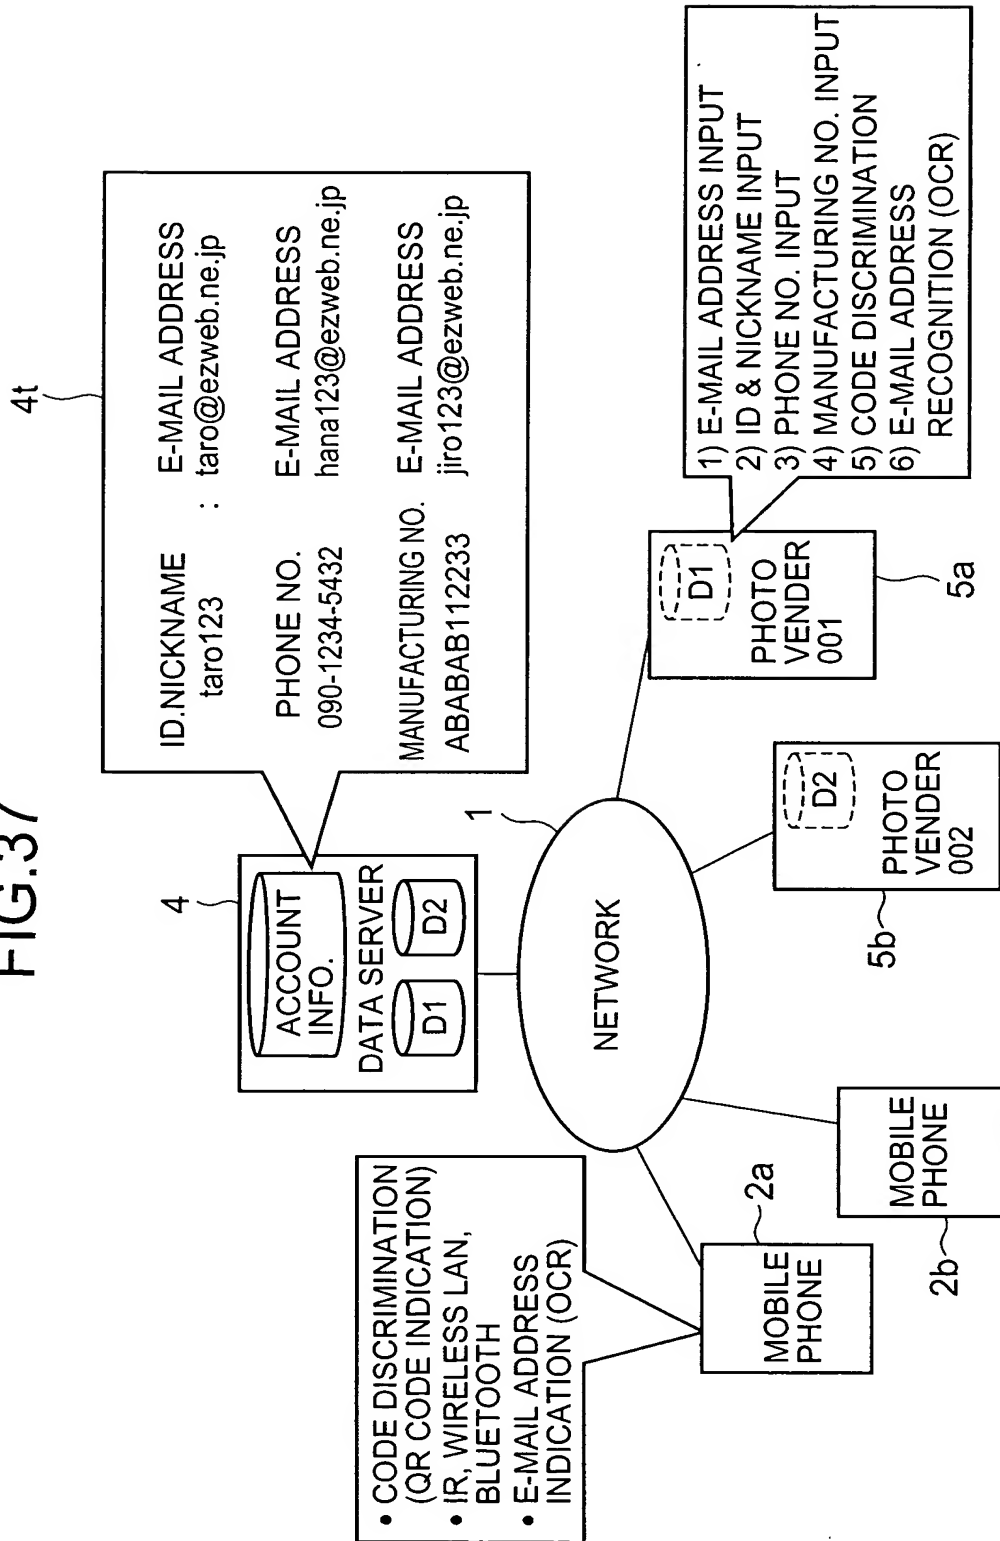 FIG.37
4t
ID.NICKNAME E-MAIL ADDRESS
taro123 : taro@ezweb.ne.jp
PHONE NO. E-MAIL ADDRESS
090-1234-5432 hana123@ezweb.ne.jp
MANUFACTURING NO. E-MAIL ADDRESS
ABABAB112233 jiro123@ezweb.ne.jp
4
ACCOUNT
INFO.
DATA SERVER
D1 D2
• CODE DISCRIMINATION
(QR CODE INDICATION)
• IR, WIRELESS LAN,
BLUETOOTH
• E-MAIL ADDRESS
INDICATION (OCR)
1
NETWORK
1) E-MAIL ADDRESS INPUT
2) ID & NICKNAME INPUT
3) PHONE NO. INPUT
4) MANUFACTURING NO. INPUT
5) CODE DISCRIMINATION
6) E-MAIL ADDRESS
RECOGNITION (OCR)
2a
MOBILE
PHONE
2b
MOBILE
PHONE
5b
D2
PHOTO
VENDER
002
D1
PHOTO
VENDER
001
5a